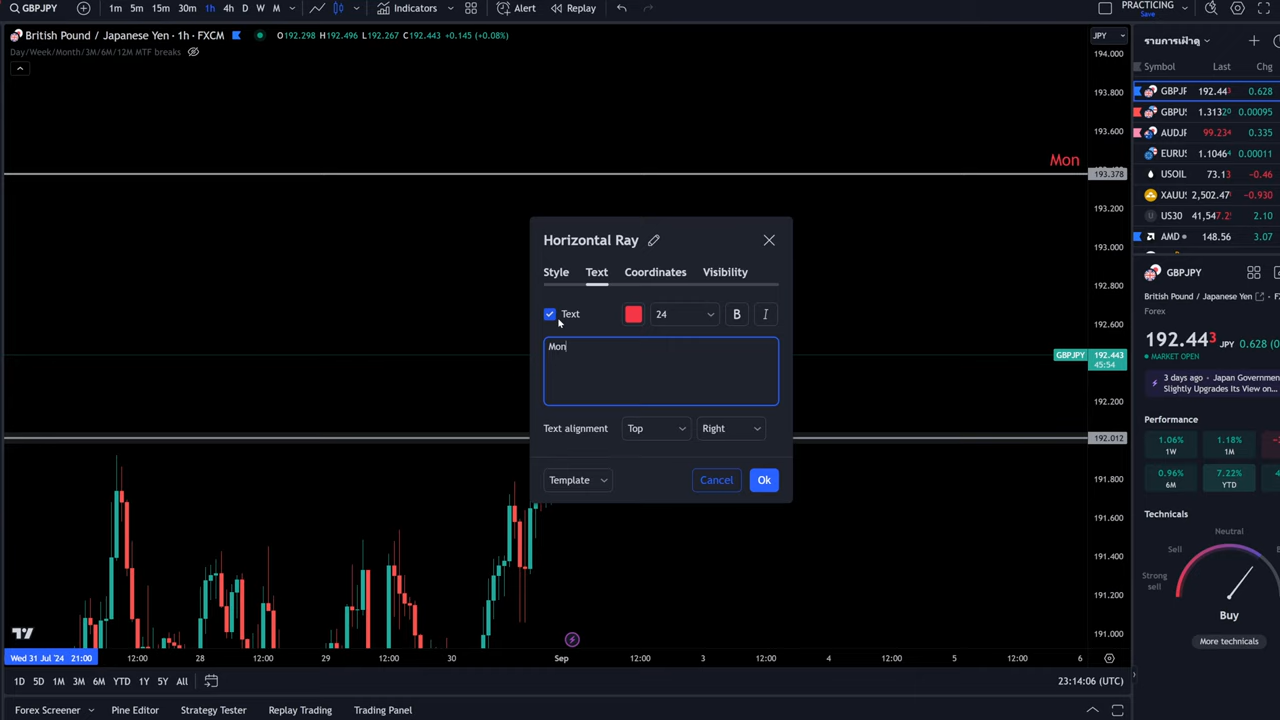 GBPJPY
1m 5m 15m 30m 1h 4h D W M
Indicators
Alert
Replay
PRACTICING
Save
British Pound / Japanese Yen · 1h · FXCM
O192.298 H192.496 L192.267 C192.443 +0.145 (+0.08%)
Day/Week/Month/3M/6M/12M MTF breaks
JPY
194.000
193.800
193.600
Mon
193.378
193.200
193.000
192.800
192.600
GBPJPY 192.443
45:54
192.200
192.012
191.800
191.600
191.400
191.200
191.000
Horizontal Ray
Style Text Coordinates Visibility
Text
24
B I
Mon
Text alignment Top Right
Template Cancel Ok
รายการเฝ้าดู
Symbol Last Chg
GBPJP 192.443 0.628
GBPUS 1.31320 0.00095
AUDJP 99.234 0.335
EURUS 1.10464 0.00011
USOIL 73.13 −0.46
XAUUS 2,502.47 −0.930
US30 41,547.2 2.10
AMD 148.56 3.07
GBPJPY
British Pound / Japanese Yen
Forex
192.443 JPY 0.628
MARKET OPEN
3 days ago · Japan Governmen
Slightly Upgrades Its View on...
Performance
1.06% 1.18%
1W 1M
0.96% 7.22%
6M YTD
Technicals
Neutral
Sell
Strong
sell
Buy
More technicals
Wed 31 Jul '24 21:00 12:00 28 12:00 29 12:00 30 Sep 12:00 3 12:00 4 12:00 5 12:00 6
1D 5D 1M 3M 6M YTD 1Y 5Y All
23:14:06 (UTC)
Forex Screener Pine Editor Strategy Tester Replay Trading Trading Panel